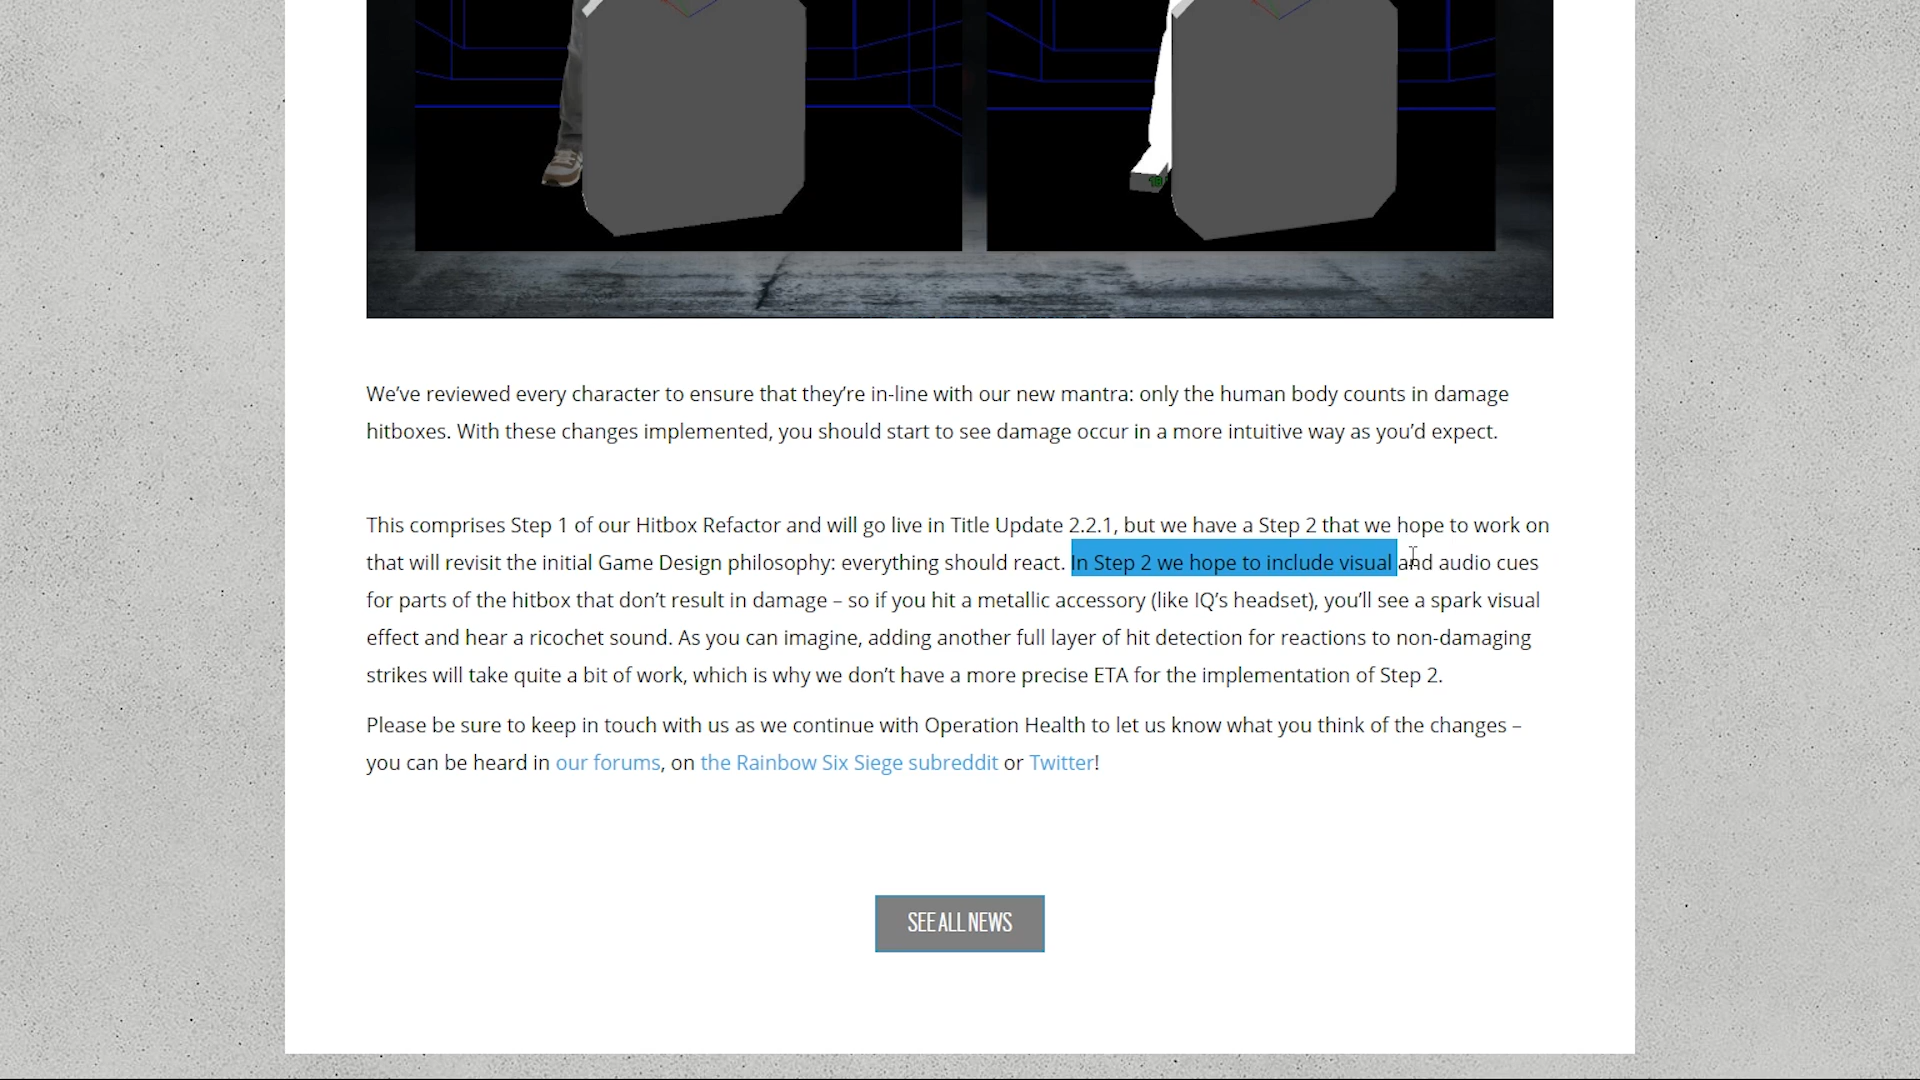 We’ve reviewed every character to ensure that they’re in-line with our new mantra: only the human body counts in damage
hitboxes. With these changes implemented, you should start to see damage occur in a more intuitive way as you’d expect.
This comprises Step 1 of our Hitbox Refactor and will go live in Title Update 2.2.1, but we have a Step 2 that we hope to work on
that will revisit the initial Game Design philosophy: everything should react. In Step 2 we hope to include visual and audio cues
for parts of the hitbox that don’t result in damage – so if you hit a metallic accessory (like IQ’s headset), you’ll see a spark visual
effect and hear a ricochet sound. As you can imagine, adding another full layer of hit detection for reactions to non-damaging
strikes will take quite a bit of work, which is why we don’t have a more precise ETA for the implementation of Step 2.
Please be sure to keep in touch with us as we continue with Operation Health to let us know what you think of the changes –
you can be heard in our forums, on the Rainbow Six Siege subreddit or Twitter!
SEE ALL NEWS